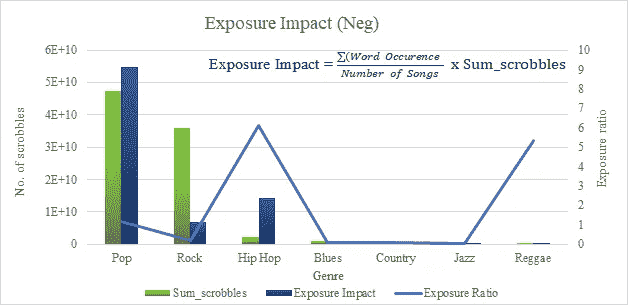 Exposure Impact (Neg)
Exposure Impact = Σ(Word Occurence / Number of Songs x Sum_scrobbles
6E+10
5E+10
4E+10
3E+10
2E+10
1E+10
0
No. of scrobbles
10
9
8
7
6
5
4
3
2
1
0
Exposure ratio
Pop Rock Hip Hop Blues Country Jazz Reggae
Genre
Sum_scrobbles Exposure Impact Exposure Ratio